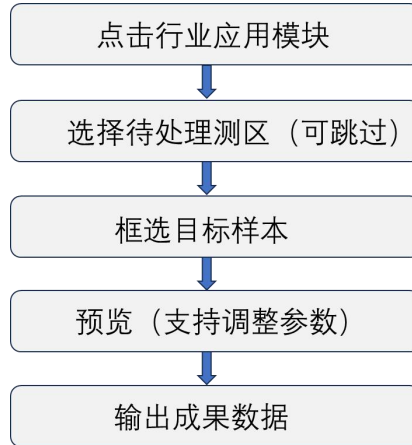 点击行业应用模块
选择待处理测区（可跳过）
框选目标样本
预览（支持调整参数）
输出成果数据